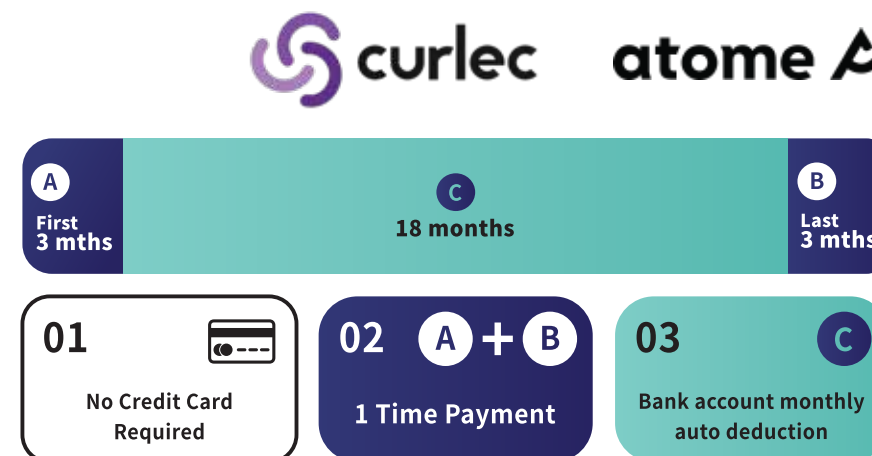 curlec atome
A C B
First 18 months Last
3 mths 3 mths
01 02 A + B 03 C
No Credit Card 1 Time Payment Bank account monthly
Required auto deduction